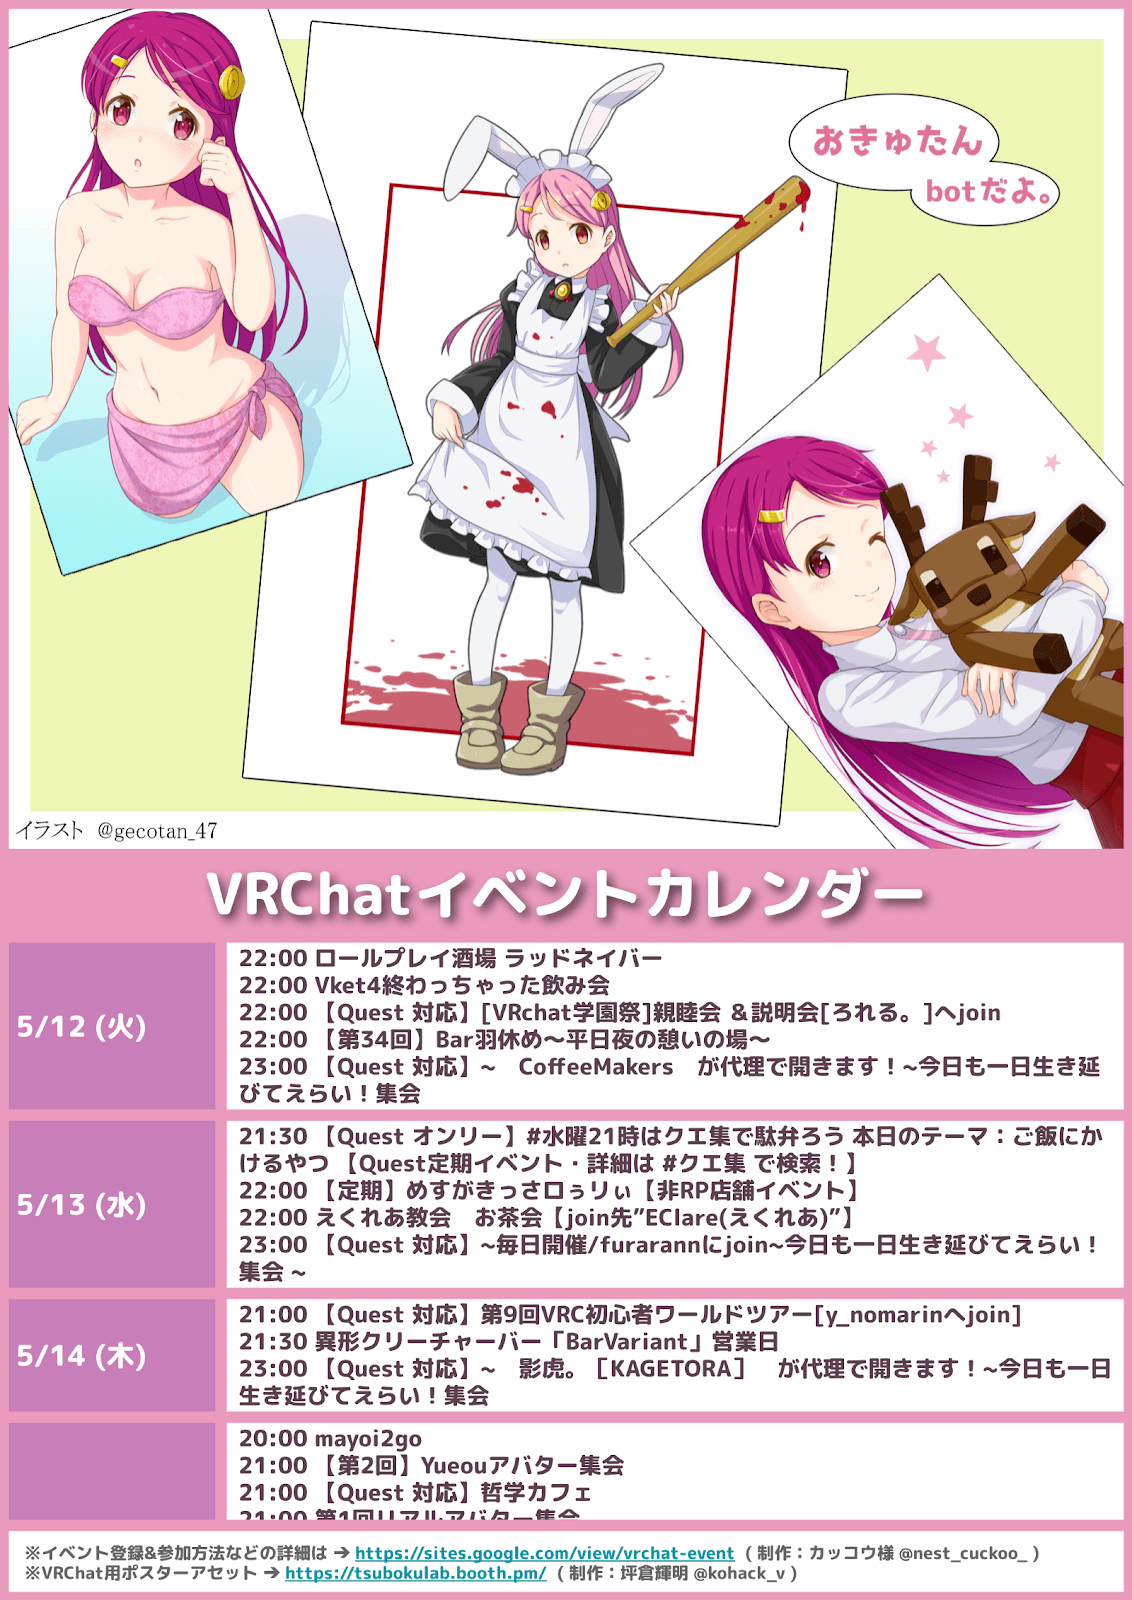 おきゅたん
botだよ。
イラスト @gecotan_47
VRChatイベントカレンダー
5/12 (火)
22:00 ロールプレイ酒場 ラッドネイバー
22:00 Vket4終わっちゃった飲み会
22:00 【Quest 対応】[VRchat学園祭]親睦会 &説明会[ろれる。]へjoin
22:00 【第34回】Bar羽休め〜平日夜の憩いの場〜
23:00 【Quest 対応】~　CoffeeMakers　が代理で開きます!~今日も一日生き延
びてえらい!集会
5/13 (水)
21:30 【Quest オンリー】#水曜21時はクエ集で駄弁ろう 本日のテーマ：ご飯にか
けるやつ 【Quest定期イベント・詳細は #クエ集 で検索!】
22:00 【定期】めすがきっさロぅリぃ【非RP店舗イベント】
22:00 えくれあ教会　お茶会【join先”EClare(えくれあ)”】
23:00 【Quest 対応】~毎日開催/furarannにjoin~今日も一日生き延びてえらい!
集会 ~
5/14 (木)
21:00 【Quest 対応】第9回VRC初心者ワールドツアー[y_nomarinへjoin]
21:30 異形クリーチャーバー「BarVariant」営業日
23:00 【Quest 対応】~　影虎。［KAGETORA］　が代理で開きます!~今日も一日
生き延びてえらい!集会
20:00 mayoi2go
21:00 【第2回】Yueouアバター集会
21:00 【Quest 対応】哲学カフェ
21:00 第1回リアルアバター集会
※イベント登録&参加方法などの詳細は → https://sites.google.com/view/vrchat-event （制作：カッコウ様 @nest_cuckoo_）
※VRChat用ポスターアセット → https://tsubokulab.booth.pm/ （制作：坪倉輝明 @kohack_v）